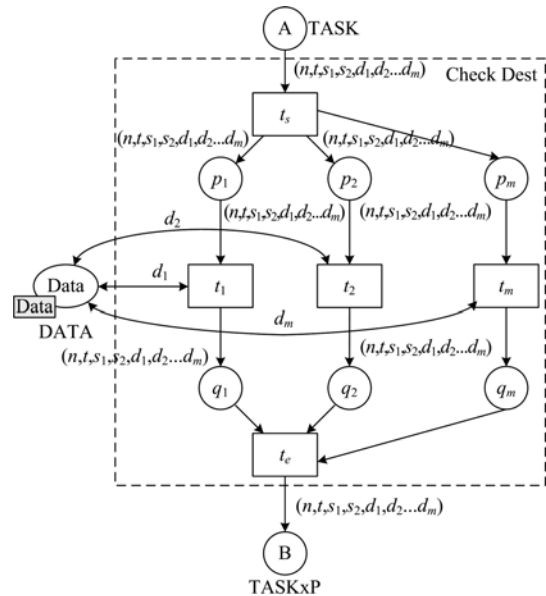 A TASK
(n,t,s₁,s₂,d₁,d₂...dₘ)
Check Dest
tₛ
(n,t,s₁,s₂,d₁,d₂...dₘ) (n,t,s₁,s₂,d₁,d₂...dₘ)
p₁ p₂ pₘ
(n,t,s₁,s₂,d₁,d₂...dₘ) (n,t,s₁,s₂,d₁,d₂...dₘ)
d₂
Data d₁ t₁ t₂ tₘ
Data
DATA
dₘ
(n,t,s₁,s₂,d₁,d₂...dₘ) (n,t,s₁,s₂,d₁,d₂...dₘ)
q₁ q₂ qₘ
tₑ
(n,t,s₁,s₂,d₁,d₂...dₘ)
B
TASKxP